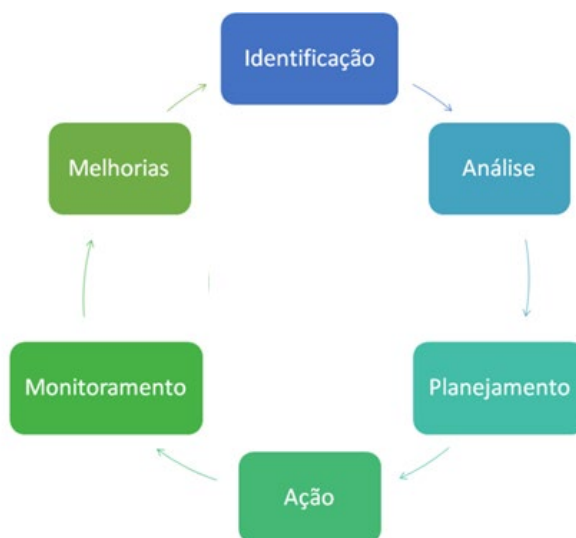 Identificação
Análise
Planejamento
Ação
Monitoramento
Melhorias